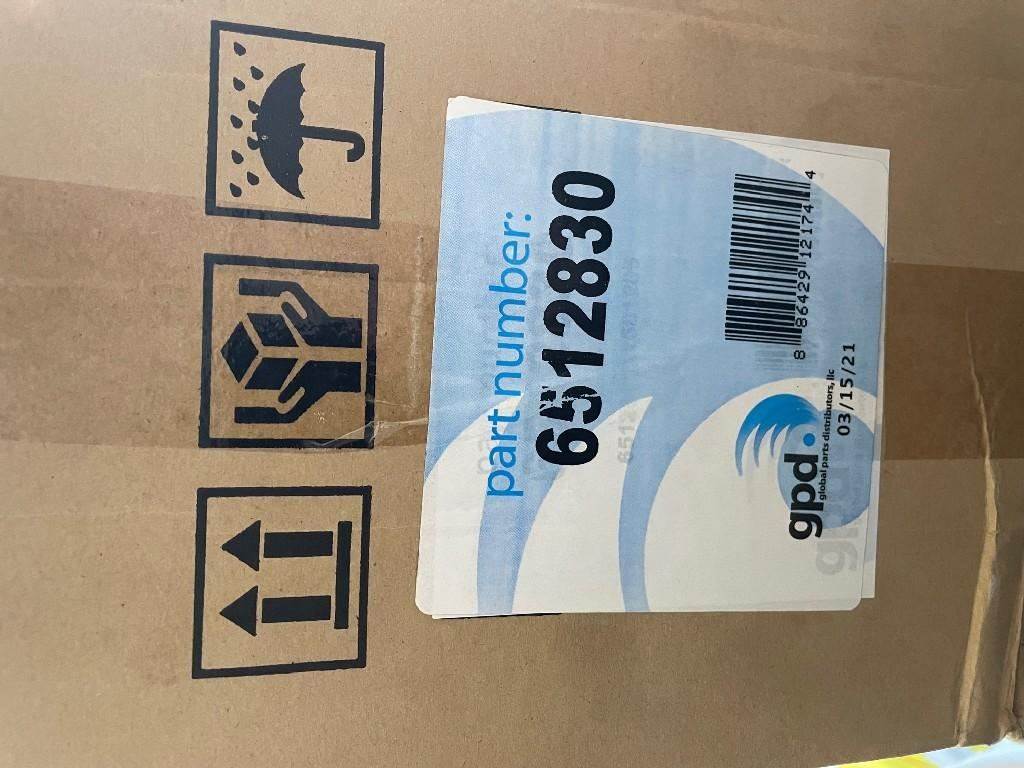 part number:
6512830
8 86429 12174 4
gpd
global parts distributors, llc
03/15/21